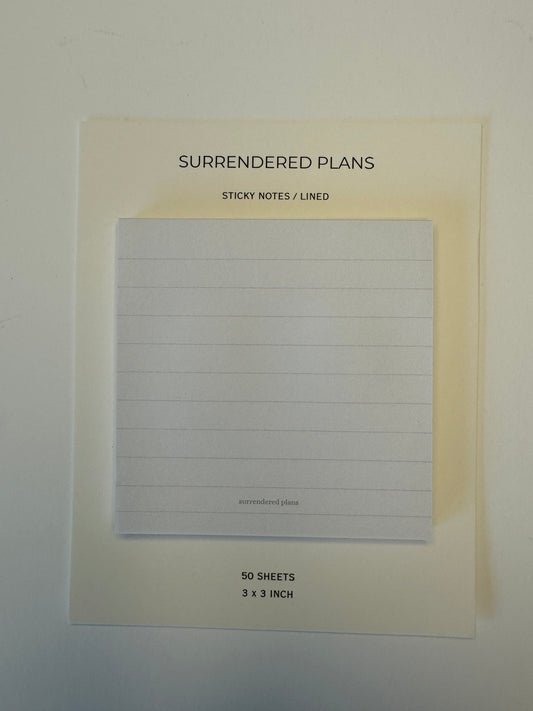 SURRENDERED PLANS
STICKY NOTES / LINED
surrendered plans
50 SHEETS
3 x 3 INCH